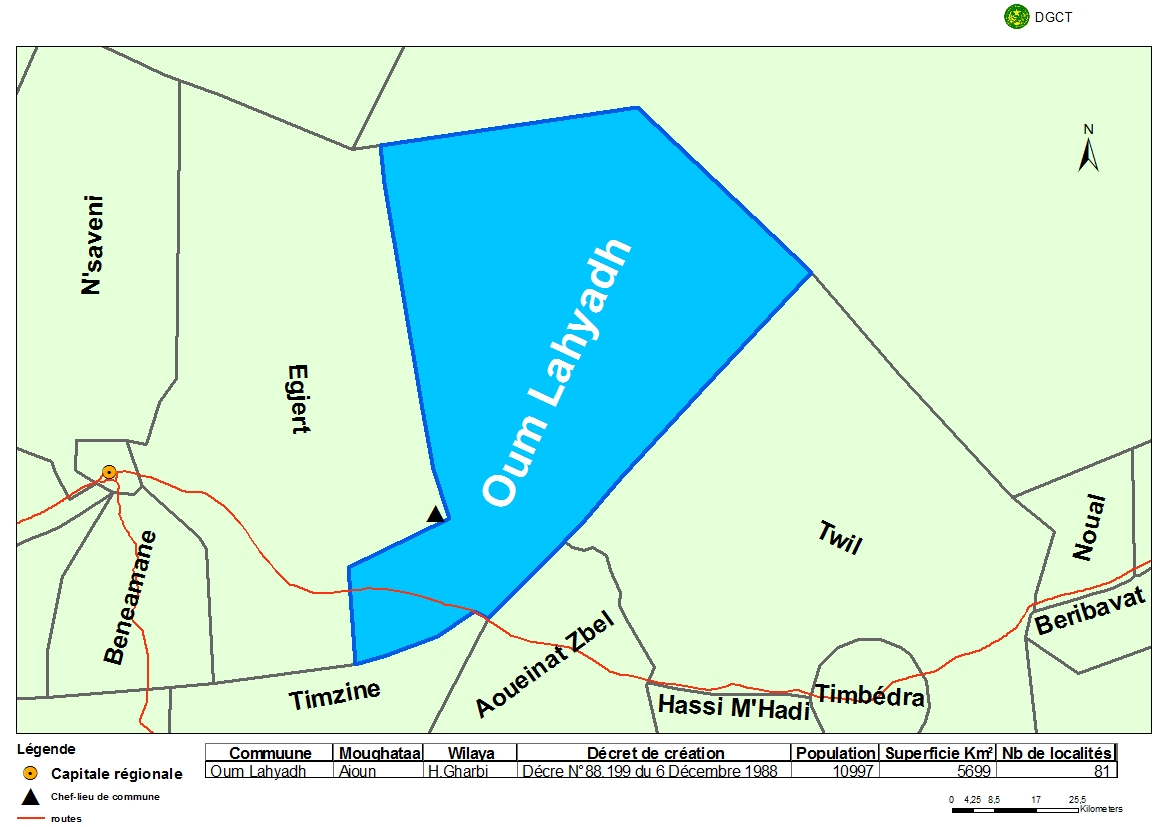 DGCT
N
N'saveni
Oum Lahyadh
Egjert
Twil
Noual
Beneamane
Beribavat
Aoueinat Zbel
Timzine
Hassi M'Hadi
Timbédra
Légende
Capitale régionale
Chef-lieu de commune
routes
Commuune Moughataa Wilaya Décret de création Population Superficie Km² Nb de localités
Oum Lahyadh Aioun H.Gharbi Décre N°88.199 du 6 Décembre 1988 10997 5699 81
0 4,25 8,5 17 25,5
Kilometers